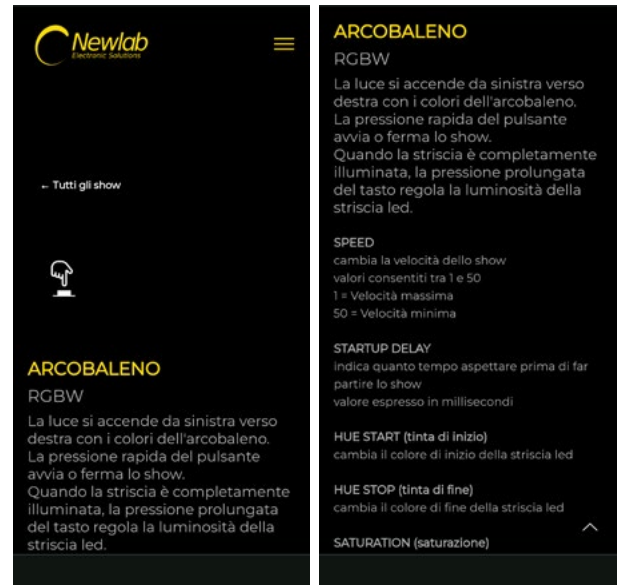 Newlab
Electronic Solutions
← Tutti gli show
ARCOBALENO
RGBW
La luce si accende da sinistra verso
destra con i colori dell'arcobaleno.
La pressione rapida del pulsante
avvia o ferma lo show.
Quando la striscia è completamente
illuminata, la pressione prolungata
del tasto regola la luminosità della
striscia led.
ARCOBALENO
RGBW
La luce si accende da sinistra verso
destra con i colori dell'arcobaleno.
La pressione rapida del pulsante
avvia o ferma lo show.
Quando la striscia è completamente
illuminata, la pressione prolungata
del tasto regola la luminosità della
striscia led.
SPEED
cambia la velocità dello show
valori consentiti tra 1 e 50
1 = Velocità massima
50 = Velocità minima
STARTUP DELAY
indica quanto tempo aspettare prima di far
partire lo show
valore espresso in millisecondi
HUE START (tinta di inizio)
cambia il colore di inizio della striscia led
HUE STOP (tinta di fine)
cambia il colore di fine della striscia led
SATURATION (saturazione)